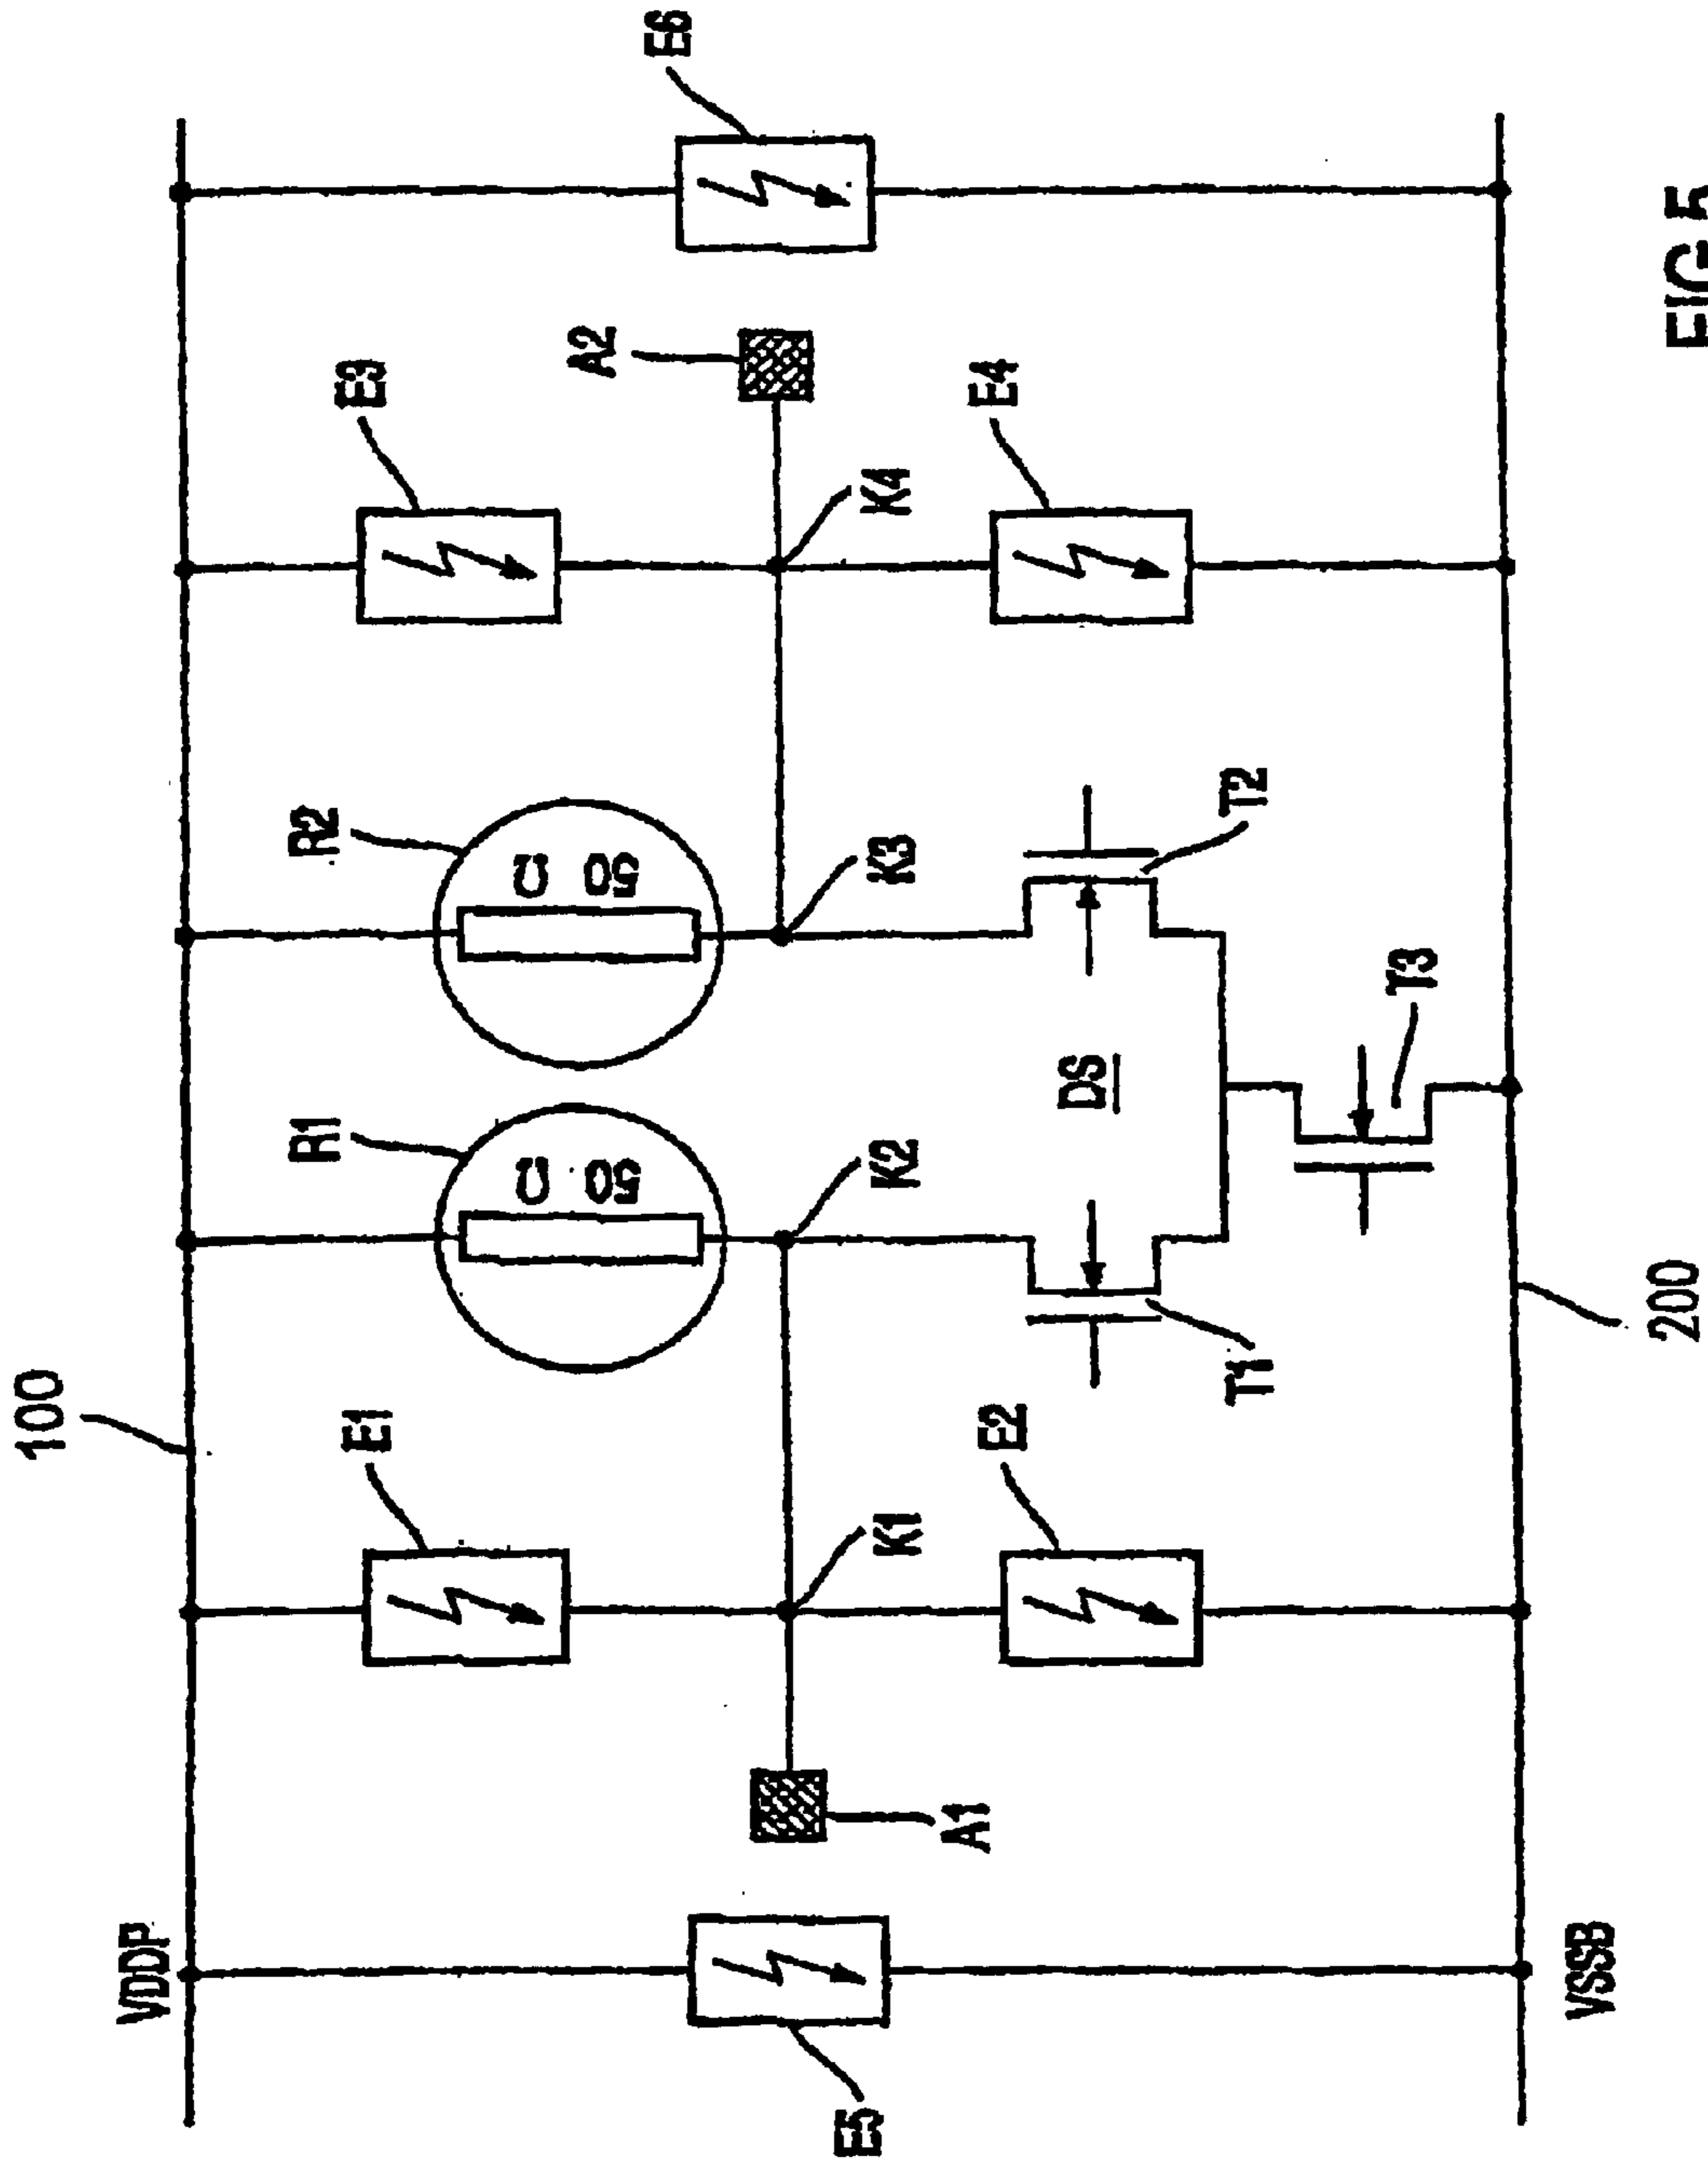 100
VDDP
E1
R1
50 Ω
R2
50 Ω
E3
E6
E5
A1
K1
K2
K3
K4
A2
E2
T1
DS
T2
E4
T3
VSSB
200
FIG 5